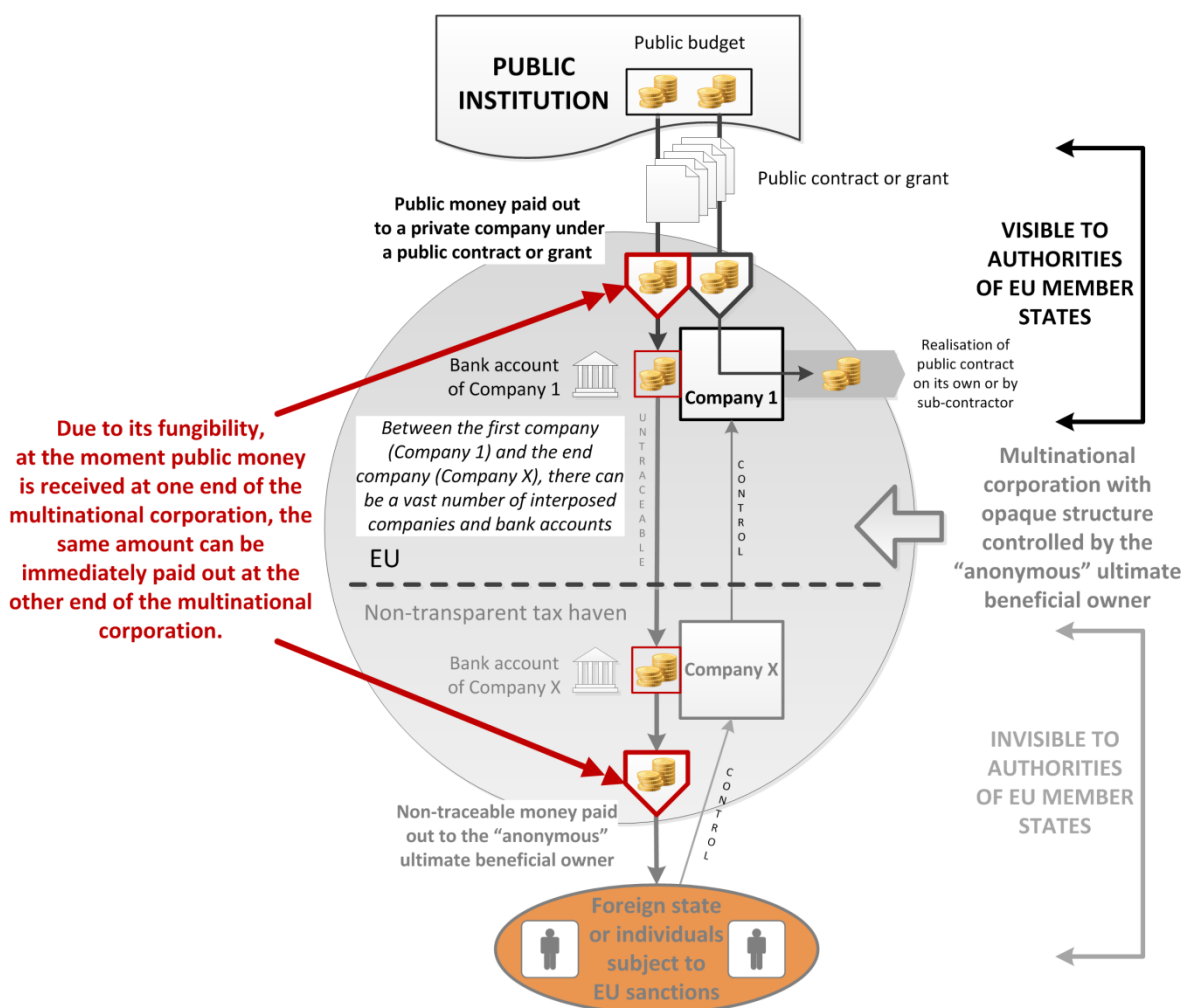 Public budget
PUBLIC
INSTITUTION
Public contract or grant
Public money paid out
to a private company under
a public contract or grant
VISIBLE TO
AUTHORITIES
OF EU MEMBER
STATES
Bank account
of Company 1
Company 1
Realisation of
public contract
on its own or by
sub-contractor
Due to its fungibility,
at the moment public money
is received at one end of the
multinational corporation, the
same amount can be
immediately paid out at the
other end of the multinational
corporation.
Between the first company
(Company 1) and the end
company (Company X), there can
be a vast number of interposed
companies and bank accounts
UNTRACEABLE
CONTROL
Multinational
corporation with
opaque structure
controlled by the
“anonymous” ultimate
beneficial owner
EU
Non-transparent tax haven
Bank account
of Company X
Company X
CONTROL
INVISIBLE TO
AUTHORITIES
OF EU MEMBER
STATES
Non-traceable money paid
out to the “anonymous”
ultimate beneficial owner
Foreign state
or individuals
subject to
EU sanctions